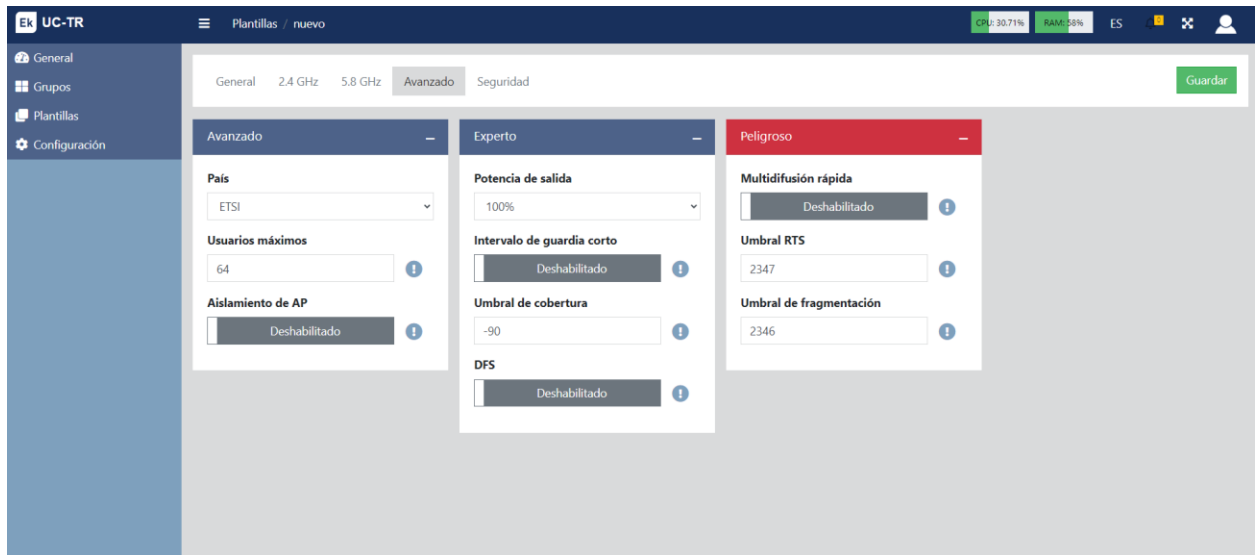 Ek UC-TR
Plantillas / nuevo
CPU: 30.71%
RAM: 58%
ES
General
Grupos
Plantillas
Configuración
General 2.4 GHz 5.8 GHz Avanzado Seguridad
Guardar
Avanzado
País
ETSI
Usuarios máximos
64
Aislamiento de AP
Deshabilitado
Experto
Potencia de salida
100%
Intervalo de guardia corto
Deshabilitado
Umbral de cobertura
-90
DFS
Deshabilitado
Peligroso
Multidifusión rápida
Deshabilitado
Umbral RTS
2347
Umbral de fragmentación
2346